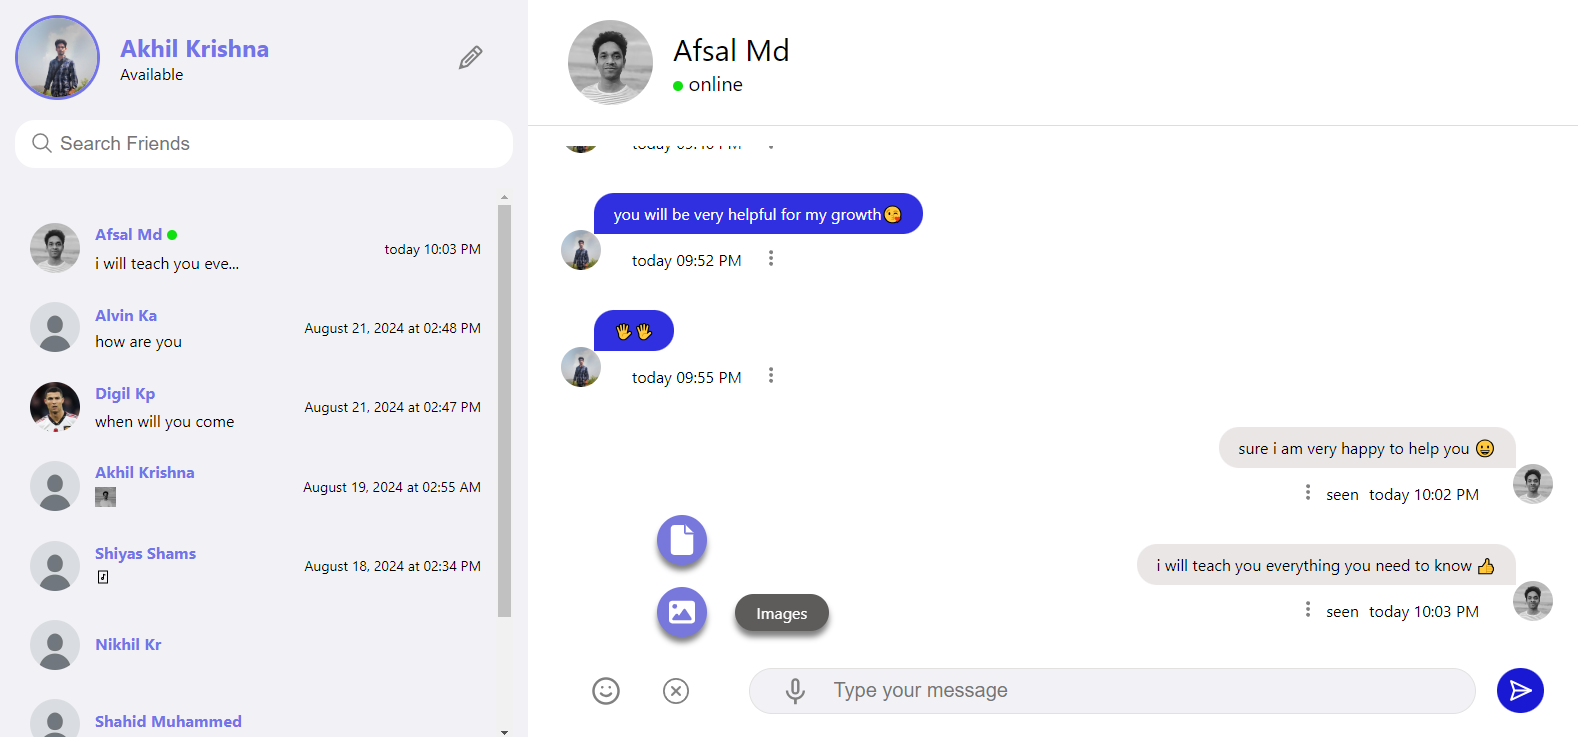 Akhil Krishna
Available
Search Friends
Afsal Md
today 10:03 PM
i will teach you eve...
Alvin Ka
August 21, 2024 at 02:48 PM
how are you
Digil Kp
August 21, 2024 at 02:47 PM
when will you come
Akhil Krishna
August 19, 2024 at 02:55 AM
Shiyas Shams
August 18, 2024 at 02:34 PM
Nikhil Kr
Shahid Muhammed
Afsal Md
online
today
you will be very helpful for my growth😘
today 09:52 PM
🖐🖐
today 09:55 PM
sure i am very happy to help you 😀
seen today 10:02 PM
i will teach you everything you need to know 👍
seen today 10:03 PM
Images
Type your message